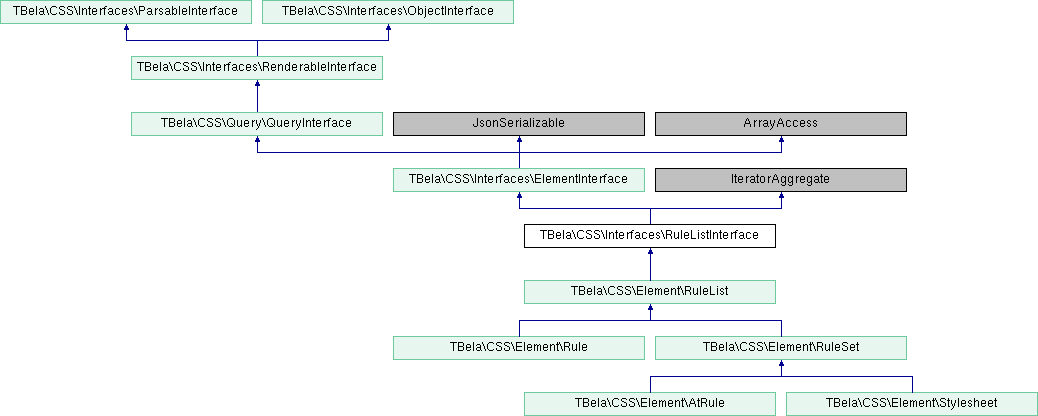 TBela\CSS\Interfaces\ParsableInterface
TBela\CSS\Interfaces\ObjectInterface
TBela\CSS\Interfaces\RenderableInterface
TBela\CSS\Query\QueryInterface
JsonSerializable
ArrayAccess
TBela\CSS\Interfaces\ElementInterface
IteratorAggregate
TBela\CSS\Interfaces\RuleListInterface
TBela\CSS\Element\RuleList
TBela\CSS\Element\Rule
TBela\CSS\Element\RuleSet
TBela\CSS\Element\AtRule
TBela\CSS\Element\Stylesheet